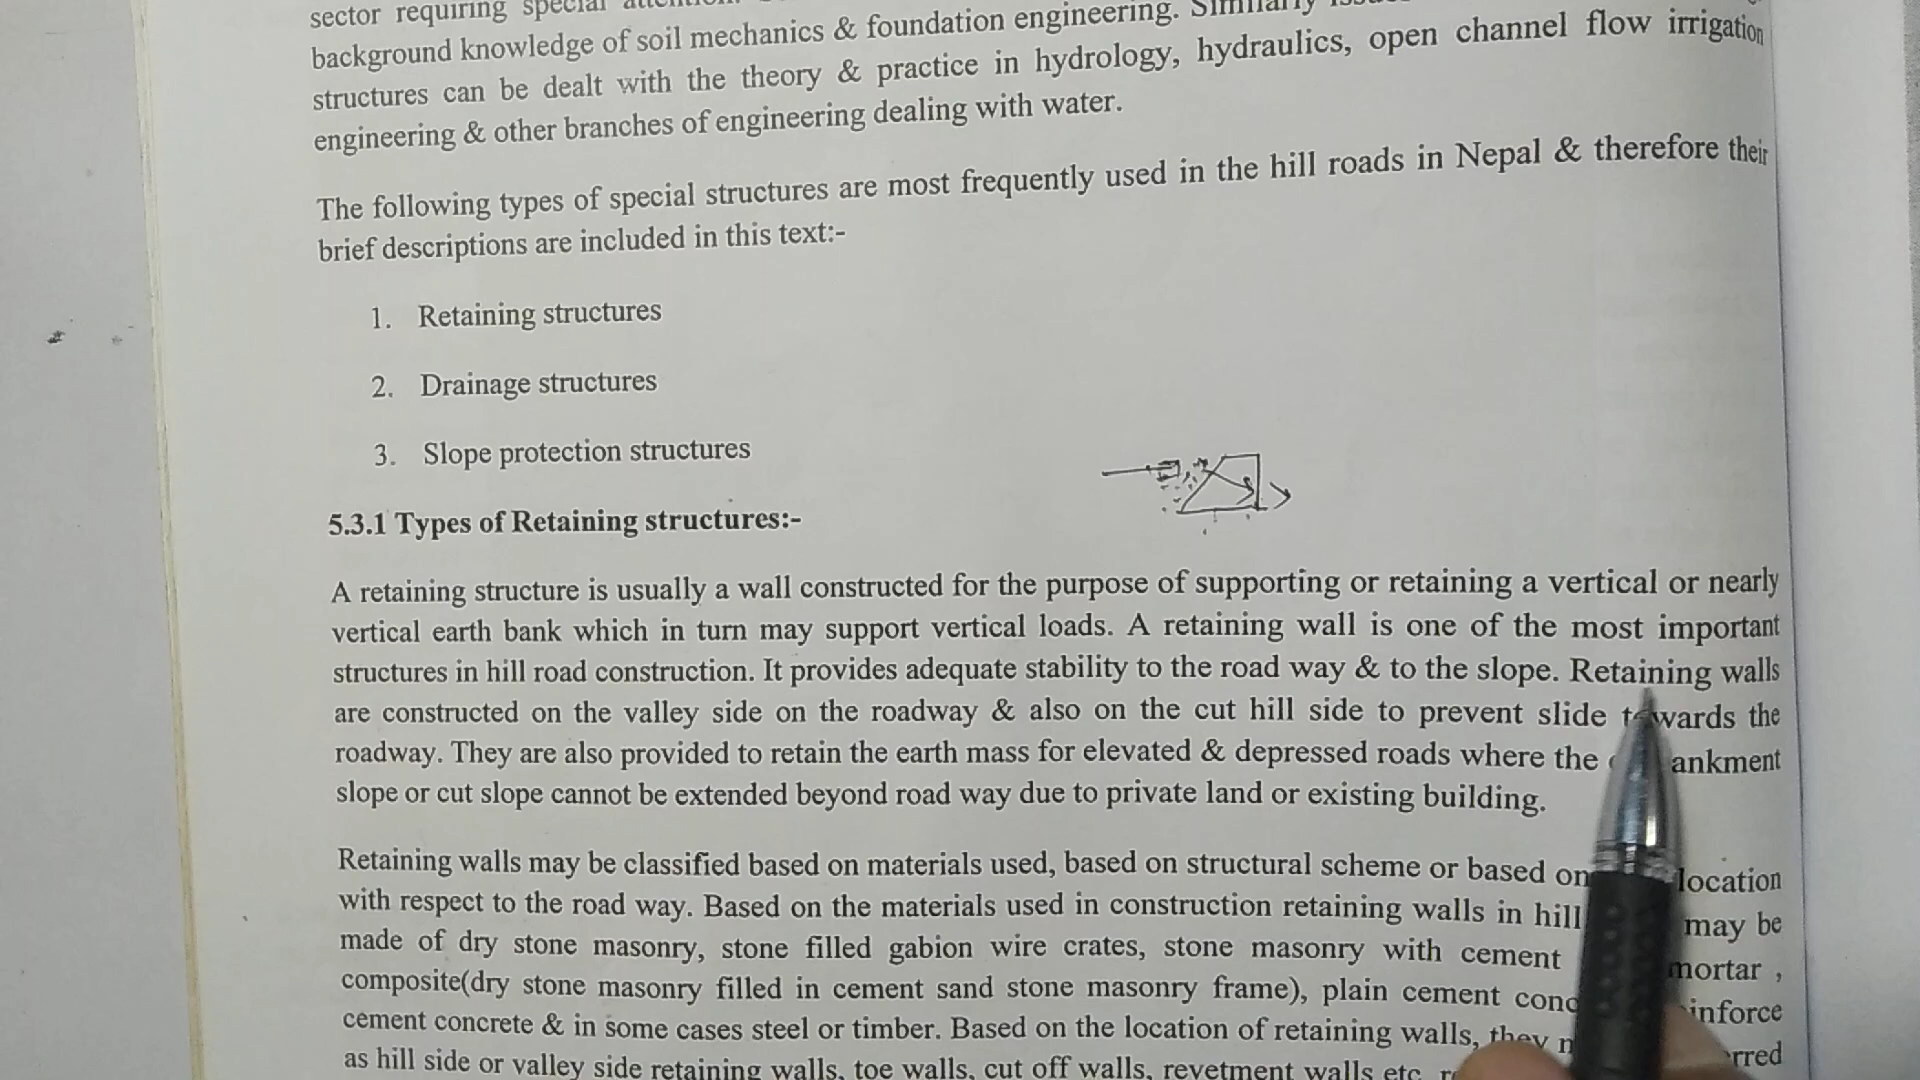 sector requiring special
background knowledge of soil mechanics & foundation engineering. Similarly
structures can be dealt with the theory & practice in hydrology, hydraulics, open channel flow irrigation
engineering & other branches of engineering dealing with water.
The following types of special structures are most frequently used in the hill roads in Nepal & therefore their
brief descriptions are included in this text:-
1. Retaining structures
2. Drainage structures
3. Slope protection structures
5.3.1 Types of Retaining structures:-
A retaining structure is usually a wall constructed for the purpose of supporting or retaining a vertical or nearly
vertical earth bank which in turn may support vertical loads. A retaining wall is one of the most important
structures in hill road construction. It provides adequate stability to the road way & to the slope. Retaining walls
are constructed on the valley side on the roadway & also on the cut hill side to prevent slide towards the
roadway. They are also provided to retain the earth mass for elevated & depressed roads where the ankment
slope or cut slope cannot be extended beyond road way due to private land or existing building.
Retaining walls may be classified based on materials used, based on structural scheme or based on location
with respect to the road way. Based on the materials used in construction retaining walls in hill may be
made of dry stone masonry, stone filled gabion wire crates, stone masonry with cement mortar ,
composite(dry stone masonry filled in cement sand stone masonry frame), plain cement conc inforce
cement concrete & in some cases steel or timber. Based on the location of retaining walls, they rred
as hill side or valley side retaining walls, toe walls, cut off walls, revetment walls etc.